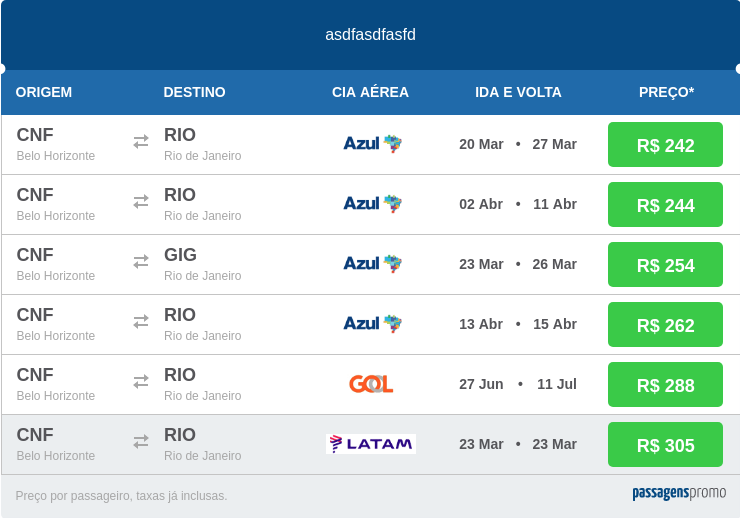 asdfasdfasfd
ORIGEM DESTINO CIA AÉREA IDA E VOLTA PREÇO*
CNF RIO Azul 20 Mar • 27 Mar R$ 242
Belo Horizonte Rio de Janeiro
CNF RIO Azul 02 Abr • 11 Abr R$ 244
Belo Horizonte Rio de Janeiro
CNF GIG Azul 23 Mar • 26 Mar R$ 254
Belo Horizonte Rio de Janeiro
CNF RIO Azul 13 Abr • 15 Abr R$ 262
Belo Horizonte Rio de Janeiro
CNF RIO GOL 27 Jun • 11 Jul R$ 288
Belo Horizonte Rio de Janeiro
CNF RIO LATAM 23 Mar • 23 Mar R$ 305
Belo Horizonte Rio de Janeiro
Preço por passageiro, taxas já inclusas. passagenspromo